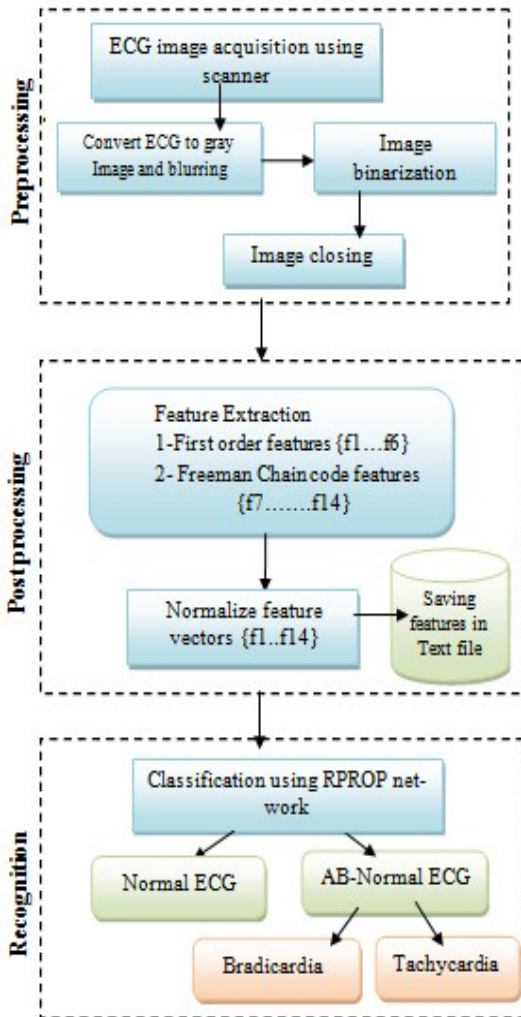 Preprocessing
ECG image acquisition using
scanner
Convert ECG to gray
Image and blurring
Image
binarization
Image closing
Postprocessing
Feature Extraction
1-First order features {f1...f6}
2- Freeman Chain code features
{f7.......f14}
Normalize feature
vectors {f1..f14}
Saving
features in
Text file
Recognition
Classification using RPROP net-
work
Normal ECG
AB-Normal ECG
Bradicardia
Tachycardia